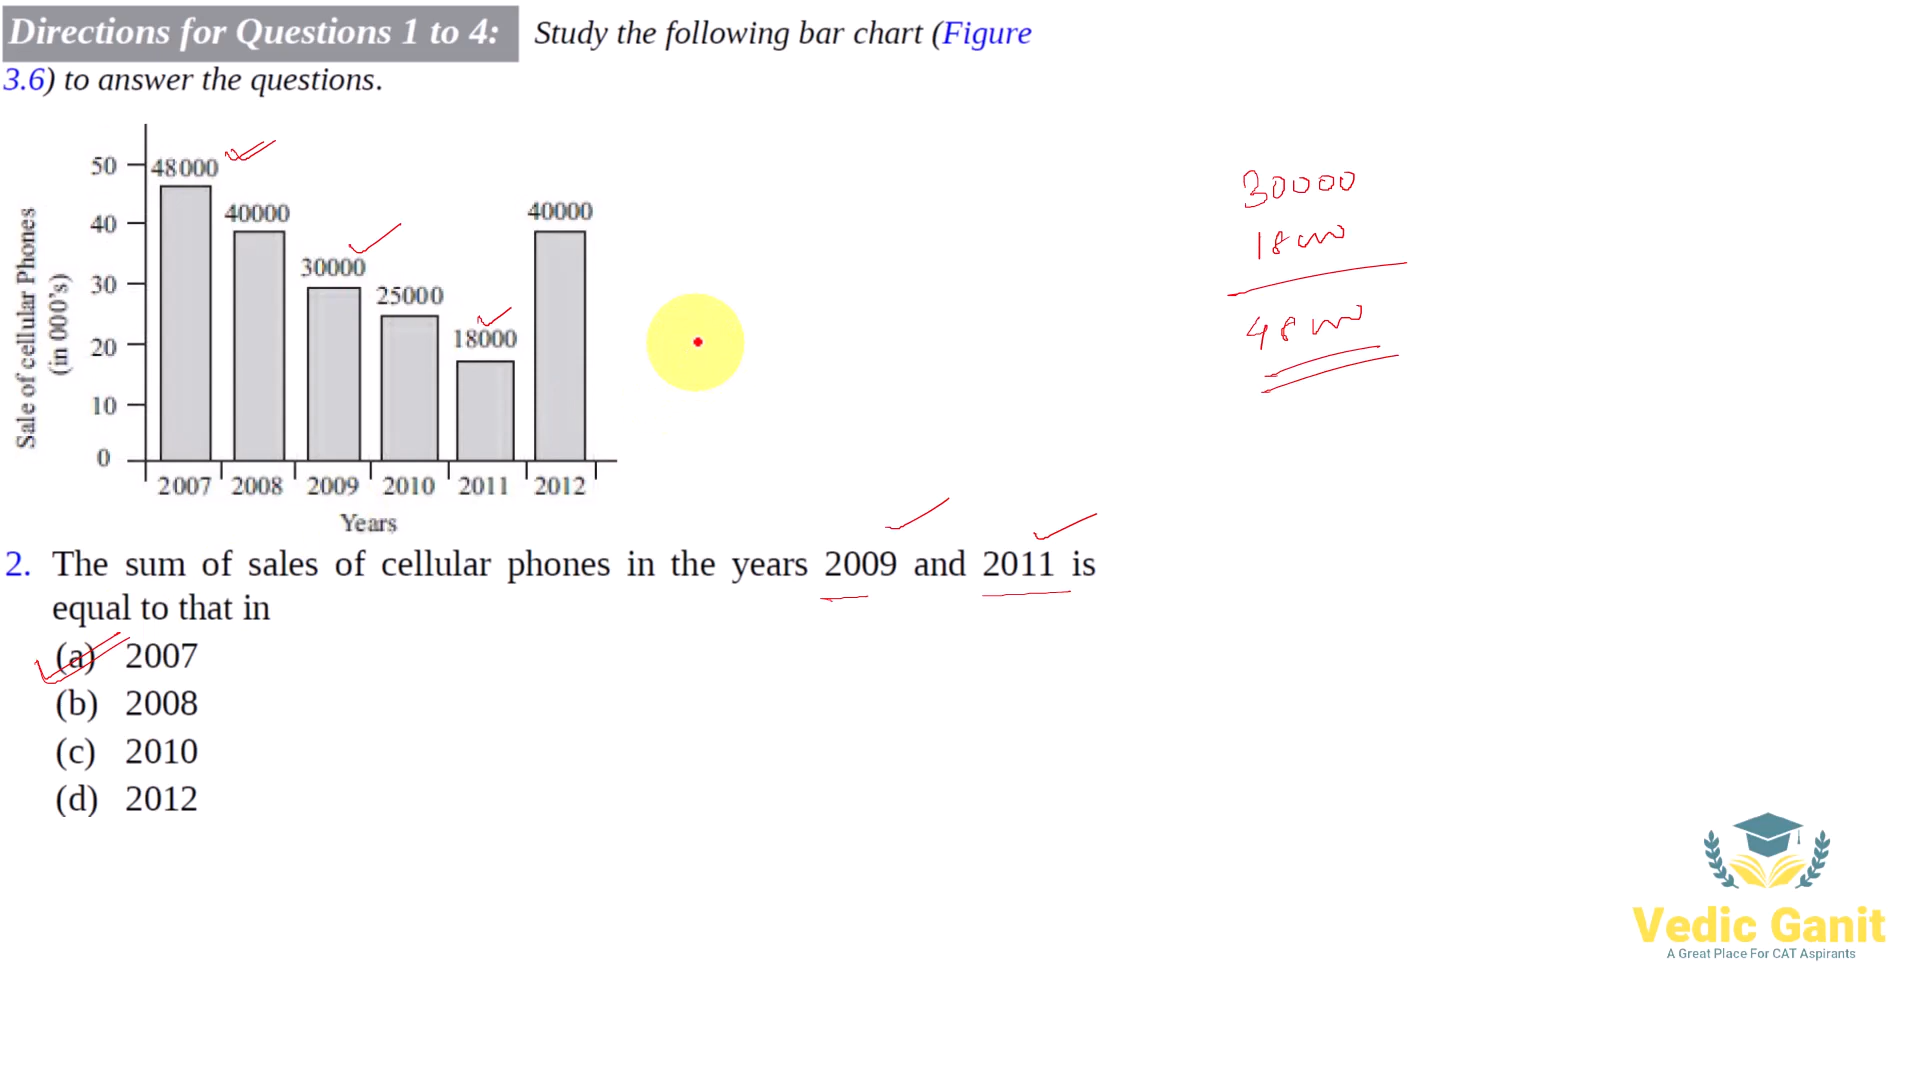 Directions for Questions 1 to 4: Study the following bar chart (Figure
3.6) to answer the questions.
50
40
30
20
10
0
Sale of cellular Phones
(in 000's)
48000
40000
30000
25000
18000
40000
2007 2008 2009 2010 2011 2012
Years
30000
18000
48000
2. The sum of sales of cellular phones in the years 2009 and 2011 is
equal to that in
(a) 2007
(b) 2008
(c) 2010
(d) 2012
Vedic Ganit
A Great Place For CAT Aspirants